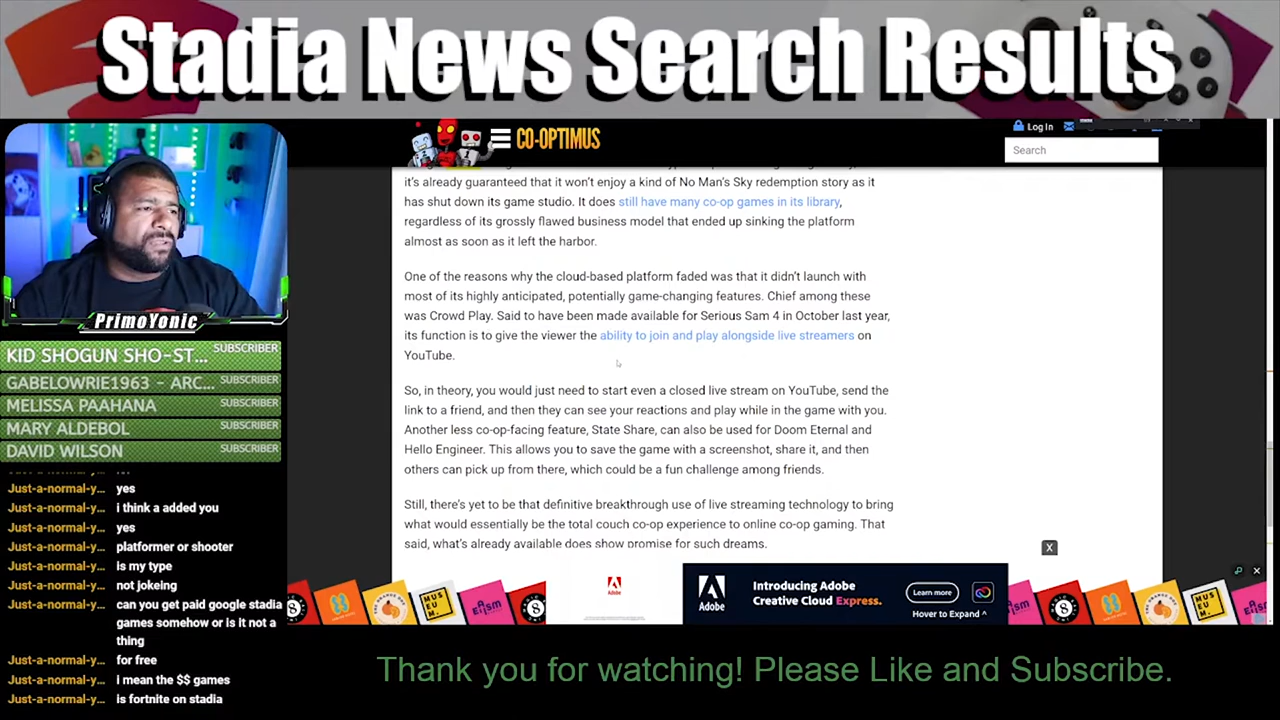 Stadia News Search Results
CO-OPTIMUS
Log In
Search
it's already guaranteed that it won't enjoy a kind of No Man's Sky redemption story as it
has shut down its game studio. It does still have many co-op games in its library,
regardless of its grossly flawed business model that ended up sinking the platform
almost as soon as it left the harbor.
One of the reasons why the cloud-based platform faded was that it didn't launch with
most of its highly anticipated, potentially game-changing features. Chief among these
was Crowd Play. Said to have been made available for Serious Sam 4 in October last year,
its function is to give the viewer the ability to join and play alongside live streamers on
YouTube.
So, in theory, you would just need to start even a closed live stream on YouTube, send the
link to a friend, and then they can see your reactions and play while in the game with you.
Another less co-op-facing feature, State Share, can also be used for Doom Eternal and
Hello Engineer. This allows you to save the game with a screenshot, share it, and then
others can pick up from there, which could be a fun challenge among friends.
Still, there's yet to be that definitive breakthrough use of live streaming technology to bring
what would essentially be the total couch co-op experience to online co-op gaming. That
said, what's already available does show promise for such dreams.
X
Adobe
Adobe
Introducing Adobe
Creative Cloud Express.
Learn more
Hover to Expand ^
MUSEUM.
MUSEUM.
PrimoYonic
KID SHOGUN SHO-ST... SUBSCRIBER
GABELOWRIE1963 - ARC... SUBSCRIBER
MELISSA PAAHANA SUBSCRIBER
MARY ALDEBOL SUBSCRIBER
DAVID WILSON SUBSCRIBER
Just-a-normal-y... yes
Just-a-normal-y... i think a added you
Just-a-normal-y... yes
Just-a-normal-y... platformer or shooter
Just-a-normal-y... is my type
Just-a-normal-y... not jokeing
Just-a-normal-y... can you get paid google stadia
games somehow or is it not a
thing
Just-a-normal-y... for free
Just-a-normal-y... i mean the $$ games
Just-a-normal-y... is fortnite on stadia
Thank you for watching! Please Like and Subscribe.